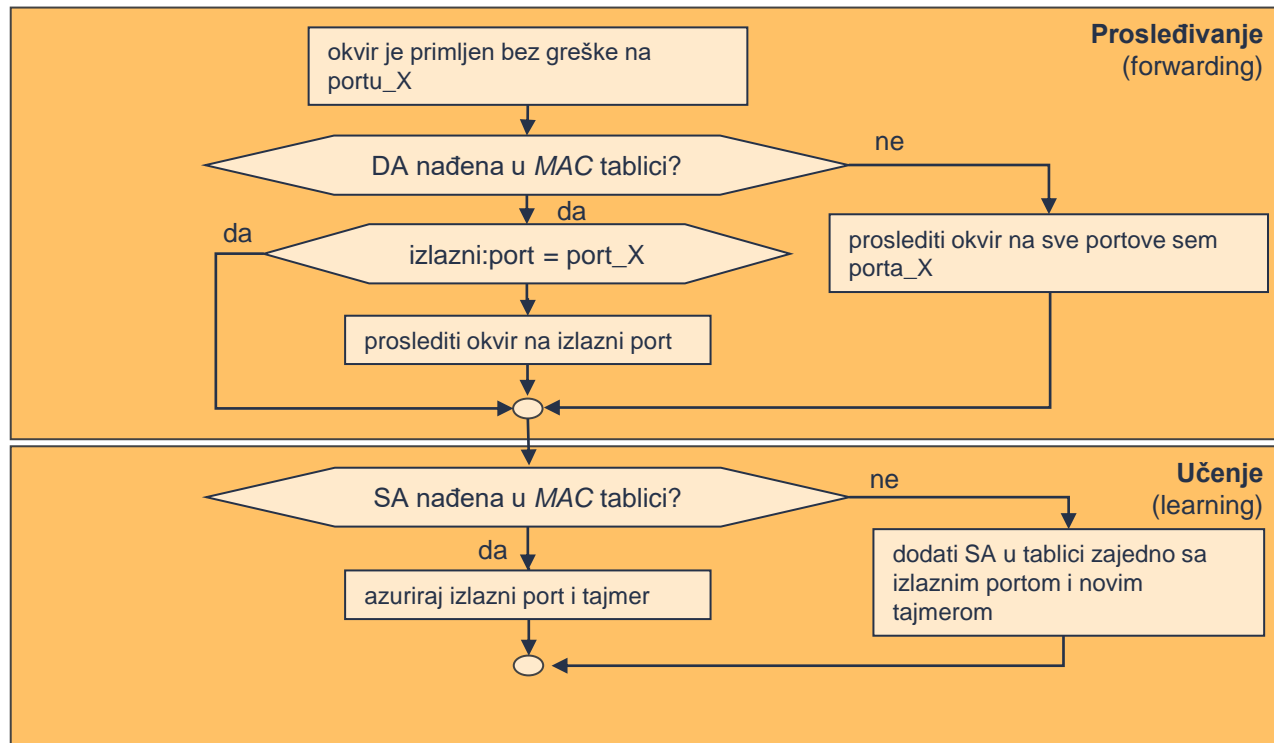 Prosleđivanje
(forwarding)
okvir je primljen bez greške na
portu_X
DA nađena u MAC tablici?
ne
da
da
izlazni:port = port_X
proslediti okvir na sve portove sem
porta_X
proslediti okvir na izlazni port
Učenje
(learning)
SA nađena u MAC tablici?
ne
da
dodati SA u tablici zajedno sa
izlaznim portom i novim
tajmerom
azuriraj izlazni port i tajmer